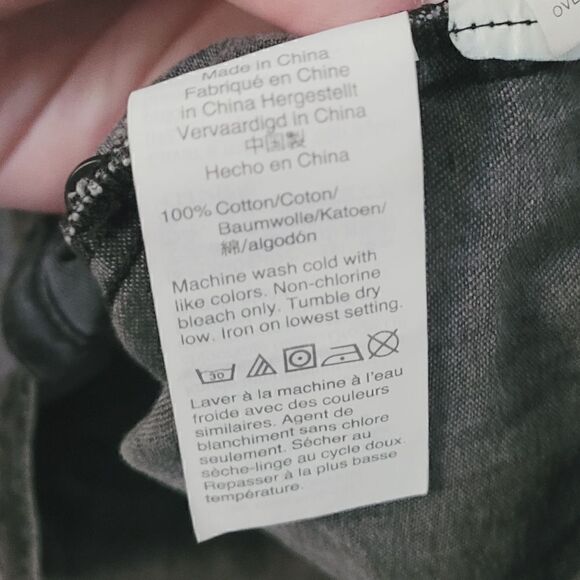 OVE
Made in China
Fabriqué en Chine
in China Hergestellt
Vervaardigd in China
中国製
Hecho en China
100% Cotton/Coton/
Baumwolle/Katoen/
綿/algodón
Machine wash cold with
like colors. Non-chlorine
bleach only. Tumble dry
low. Iron on lowest setting.
30
Laver à la machine à l'eau
froide avec des couleurs
similaires. Agent de
blanchiment sans chlore
seulement. Sécher au
sèche-linge au cycle doux.
Repasser à la plus basse
température.